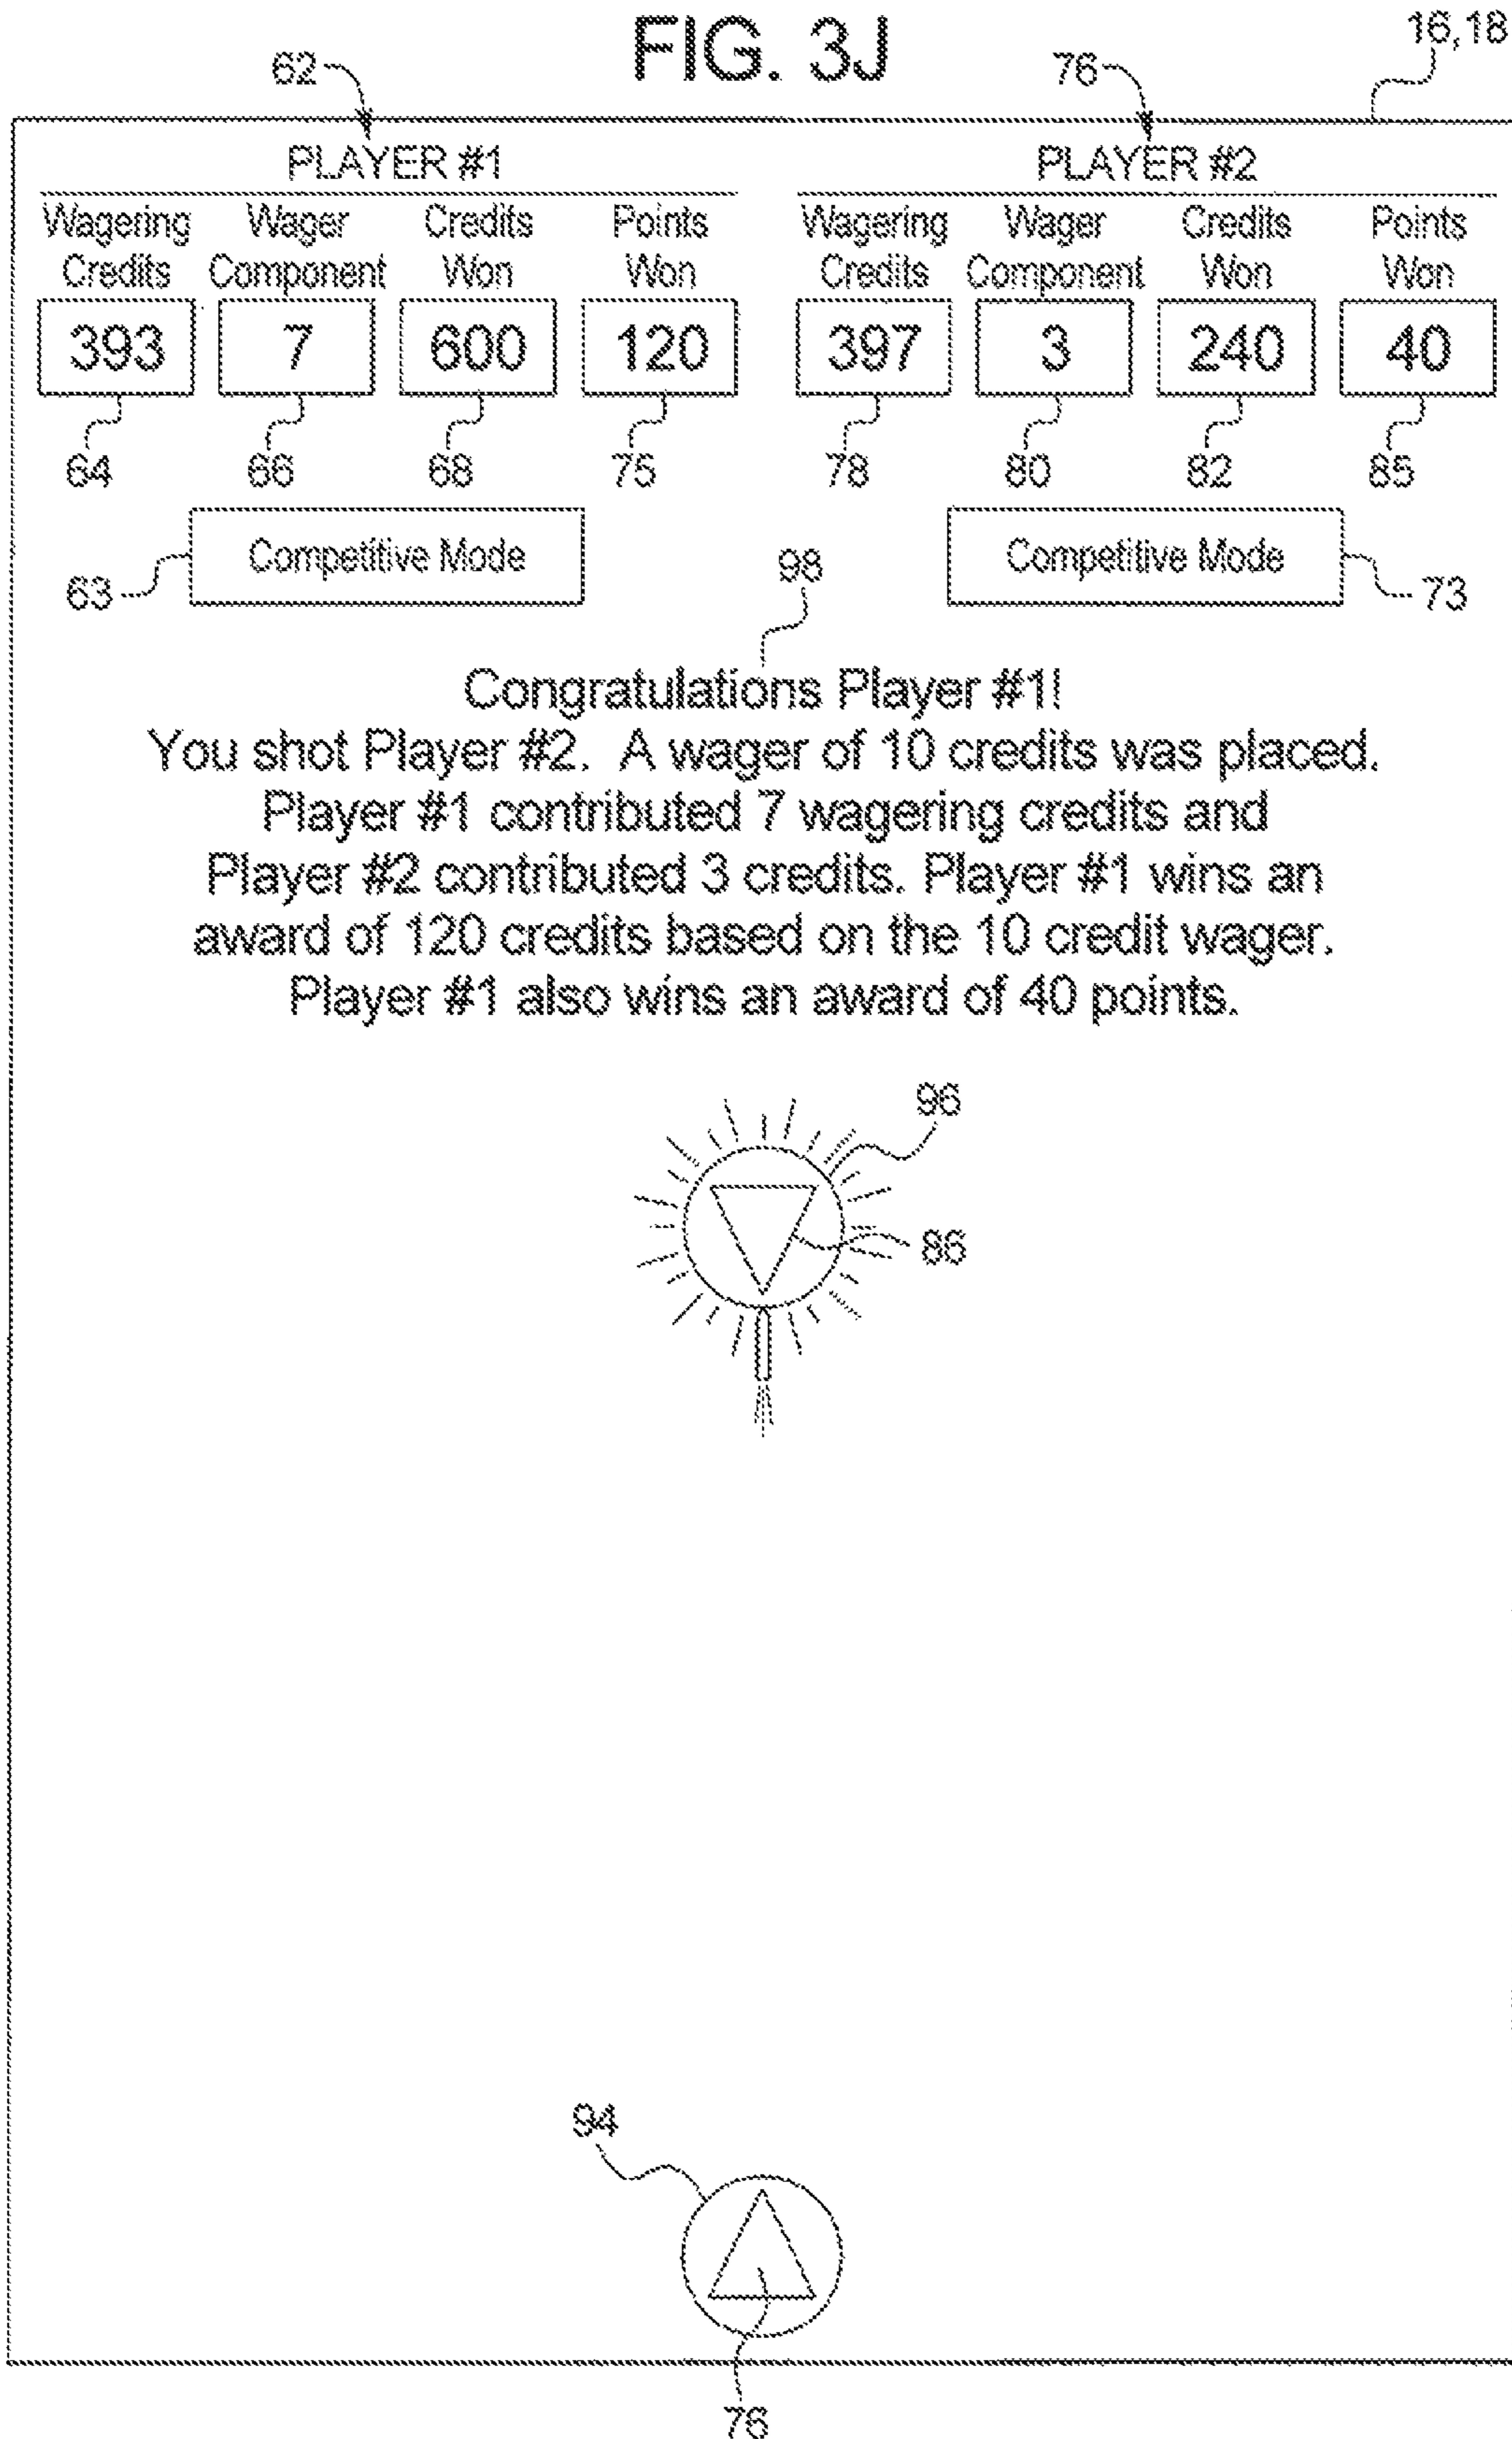 FIG. 3J
16,18
62
76
PLAYER #1
PLAYER #2
Wagering Credits
Wager Component
Credits Won
Points Won
Wagering Credits
Wager Component
Credits Won
Points Won
393
7
600
120
397
3
240
40
64
66
68
75
78
80
82
85
Competitive Mode
Competitive Mode
63
98
73
Congratulations Player #1!
You shot Player #2. A wager of 10 credits was placed.
Player #1 contributed 7 wagering credits and
Player #2 contributed 3 credits. Player #1 wins an
award of 120 credits based on the 10 credit wager.
Player #1 also wins an award of 40 points.
96
86
94
76